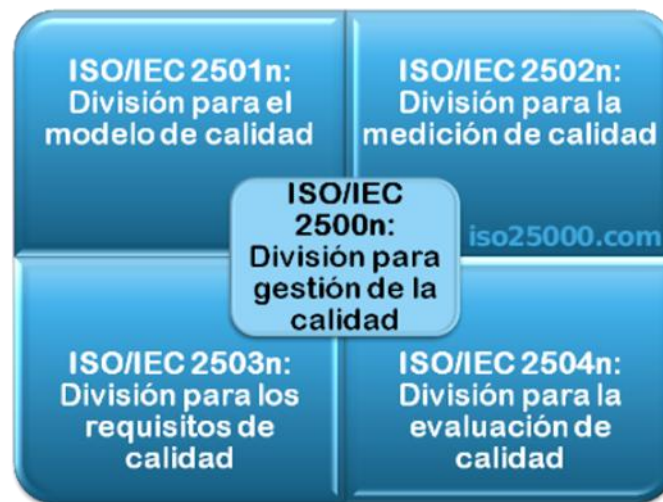 ISO/IEC 2501n:
División para el
modelo de calidad
ISO/IEC 2502n:
División para la
medición de calidad
ISO/IEC
2500n:
División para
gestión de la
calidad
iso25000.com
ISO/IEC 2503n:
División para los
requisitos de
calidad
ISO/IEC 2504n:
División para la
evaluación de
calidad